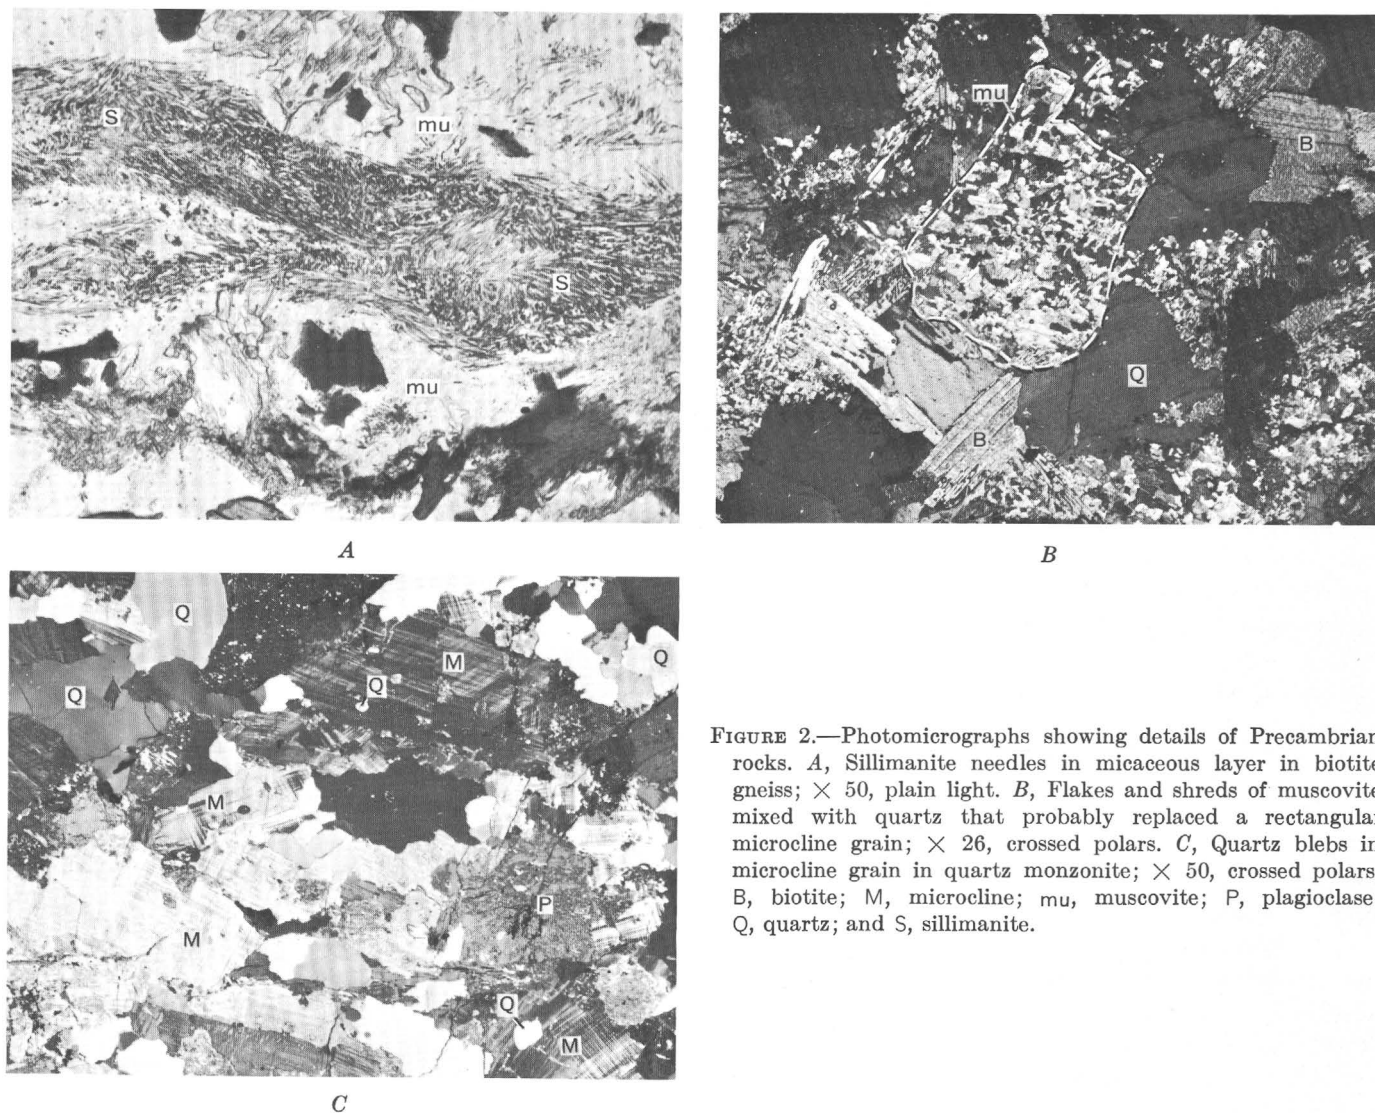 S
mu
S
mu
A
mu
B
Q
B
B
Q
M
Q
Q
Q
M
P
M
Q
M
C
FIGURE 2.—Photomicrographs showing details of Precambrian
rocks. A, Sillimanite needles in micaceous layer in biotite
gneiss; × 50, plain light. B, Flakes and shreds of muscovite
mixed with quartz that probably replaced a rectangular
microcline grain; × 26, crossed polars. C, Quartz blebs in
microcline grain in quartz monzonite; × 50, crossed polars
B, biotite; M, microcline; mu, muscovite; P, plagioclase
Q, quartz; and S, sillimanite.